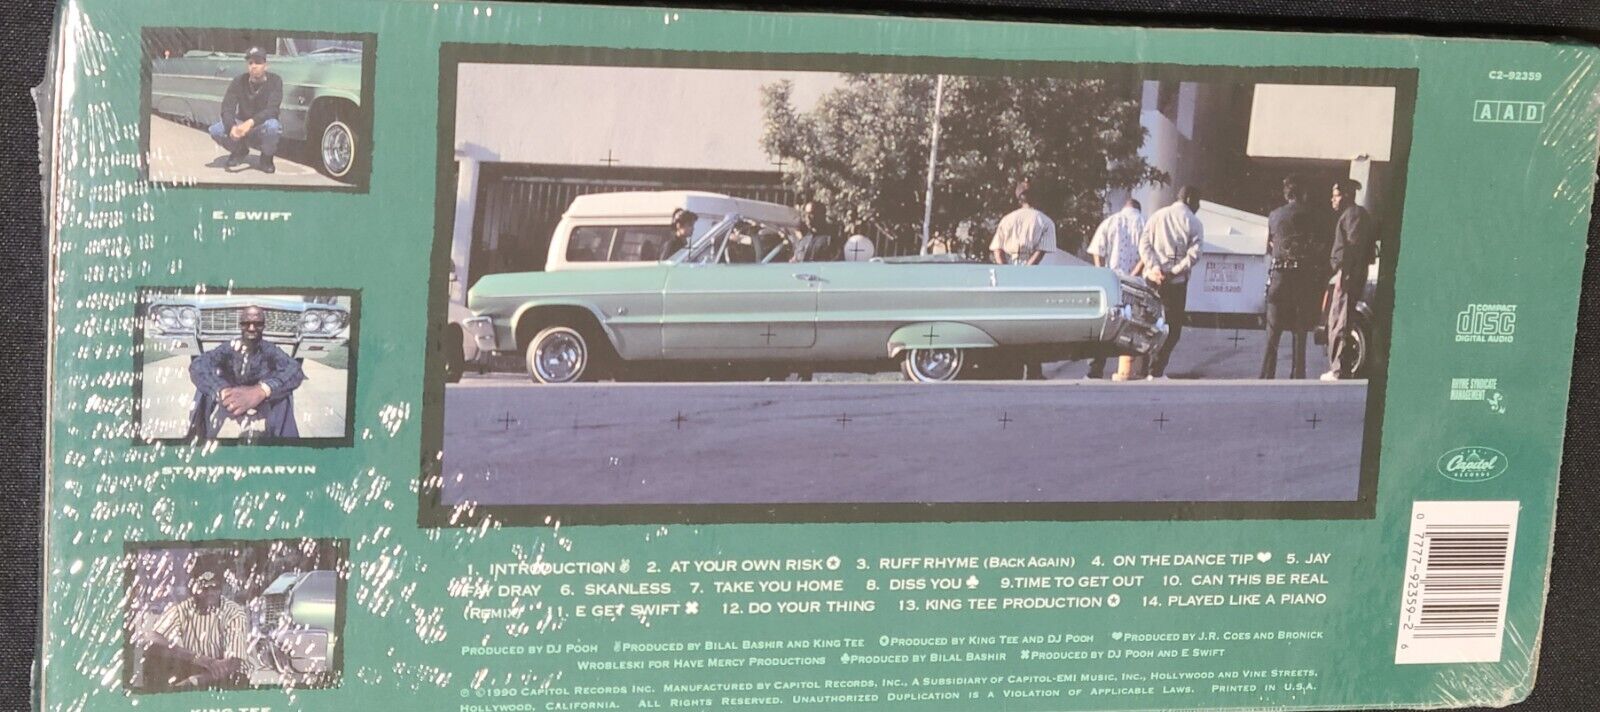 C2-92359
AAD
E. SWIFT
STARVIN MARVIN
KING TEE
COMPACT
disc
DIGITAL AUDIO
RHYME SYNDICATE
MANAGEMENT
Capitol
RECORDS
0 77777-92359-2 6
1. INTRODUCTION 2. AT YOUR OWN RISK 3. RUFF RHYME (BACK AGAIN) 4. ON THE DANCE TIP 5. JAY
FAY DRAY 6. SKANLESS 7. TAKE YOU HOME 8. DISS YOU 9.TIME TO GET OUT 10. CAN THIS BE REAL
(REMIX) 11. E GET SWIFT 12. DO YOUR THING 13. KING TEE PRODUCTION 14. PLAYED LIKE A PIANO
PRODUCED BY DJ POOH PRODUCED BY BILAL BASHIR AND KING TEE PRODUCED BY KING TEE AND DJ POOH PRODUCED BY J.R. COES AND BRONICK
WROBLESKI FOR HAVE MERCY PRODUCTIONS PRODUCED BY BILAL BASHIR PRODUCED BY DJ POOH AND E SWIFT
℗ ©1990 CAPITOL RECORDS INC. MANUFACTURED BY CAPITOL RECORDS, INC., A SUBSIDIARY OF CAPITOL-EMI MUSIC, INC., HOLLYWOOD AND VINE STREETS,
HOLLYWOOD, CALIFORNIA. ALL RIGHTS RESERVED. UNAUTHORIZED DUPLICATION IS A VIOLATION OF APPLICABLE LAWS. PRINTED IN U.S.A.